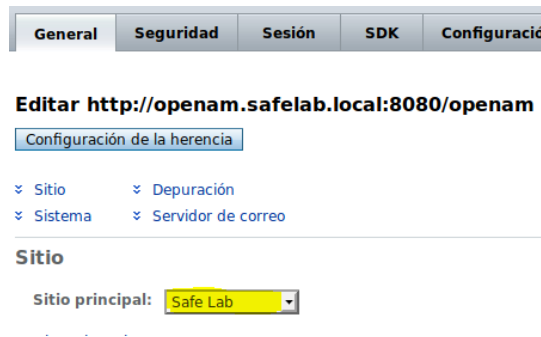 General Seguridad Sesión SDK
Editar http://openam.safelab.local:8080/openam
Configuración de la herencia
Sitio Depuración
Sistema Servidor de correo
Sitio
Sitio principal: Safe Lab